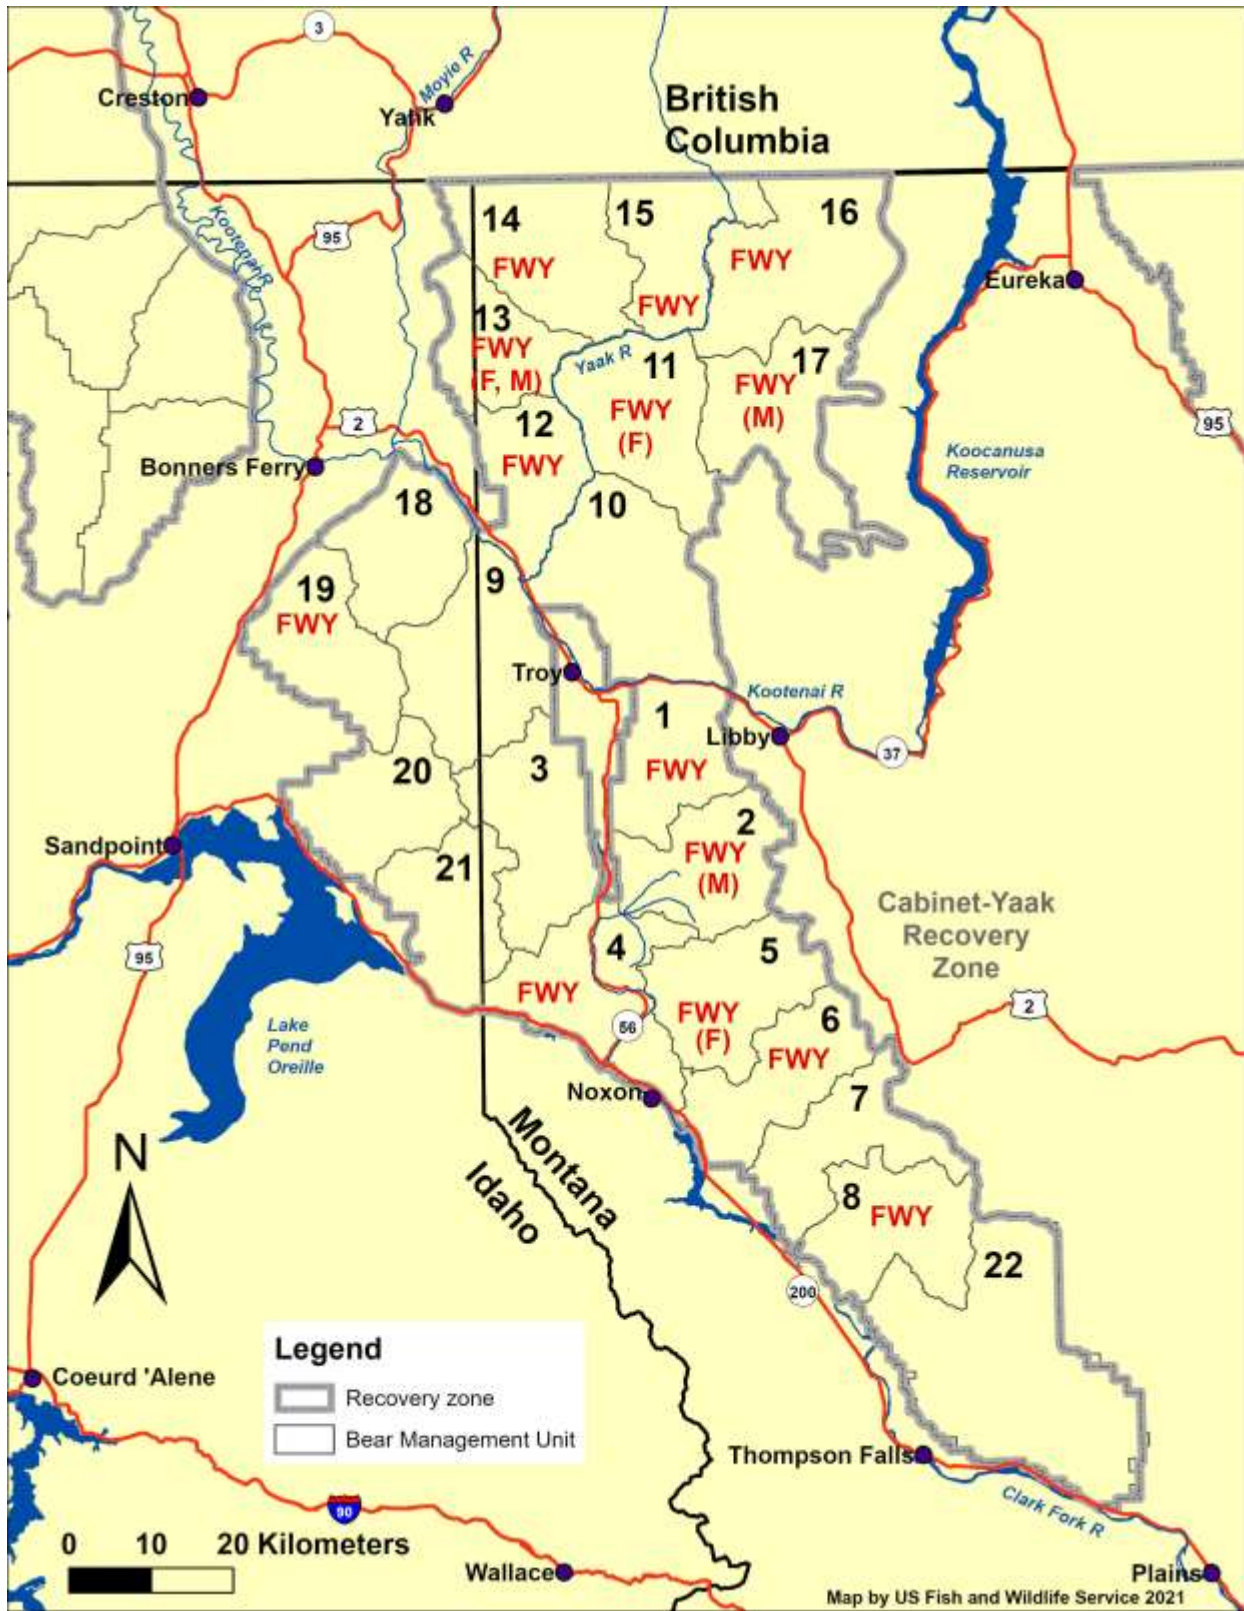 3
Creston
Yahk
Moyie R
British
Columbia
Kootenai R
95
14
15
16
FWY
FWY
FWY
Eureka
13
FWY
(F, M)
Yaak R
11
FWY
(F)
17
FWY
(M)
12
FWY
2
95
Bonners Ferry
Koocanusa
Reservoir
18
10
9
19
FWY
Troy
Kootenai R
1
FWY
Libby
37
20
3
2
FWY
(M)
Sandpoint
21
Cabinet-Yaak
Recovery
Zone
95
4
5
FWY
FWY
(F)
6
FWY
2
56
Lake
Pend
Oreille
Noxon
7
N
Montana
Idaho
8
FWY
22
200
Legend
Recovery zone
Bear Management Unit
Coeurd 'Alene
Thompson Falls
Clark Fork R
90
0 10 20 Kilometers
Wallace
Plains
Map by US Fish and Wildlife Service 2021